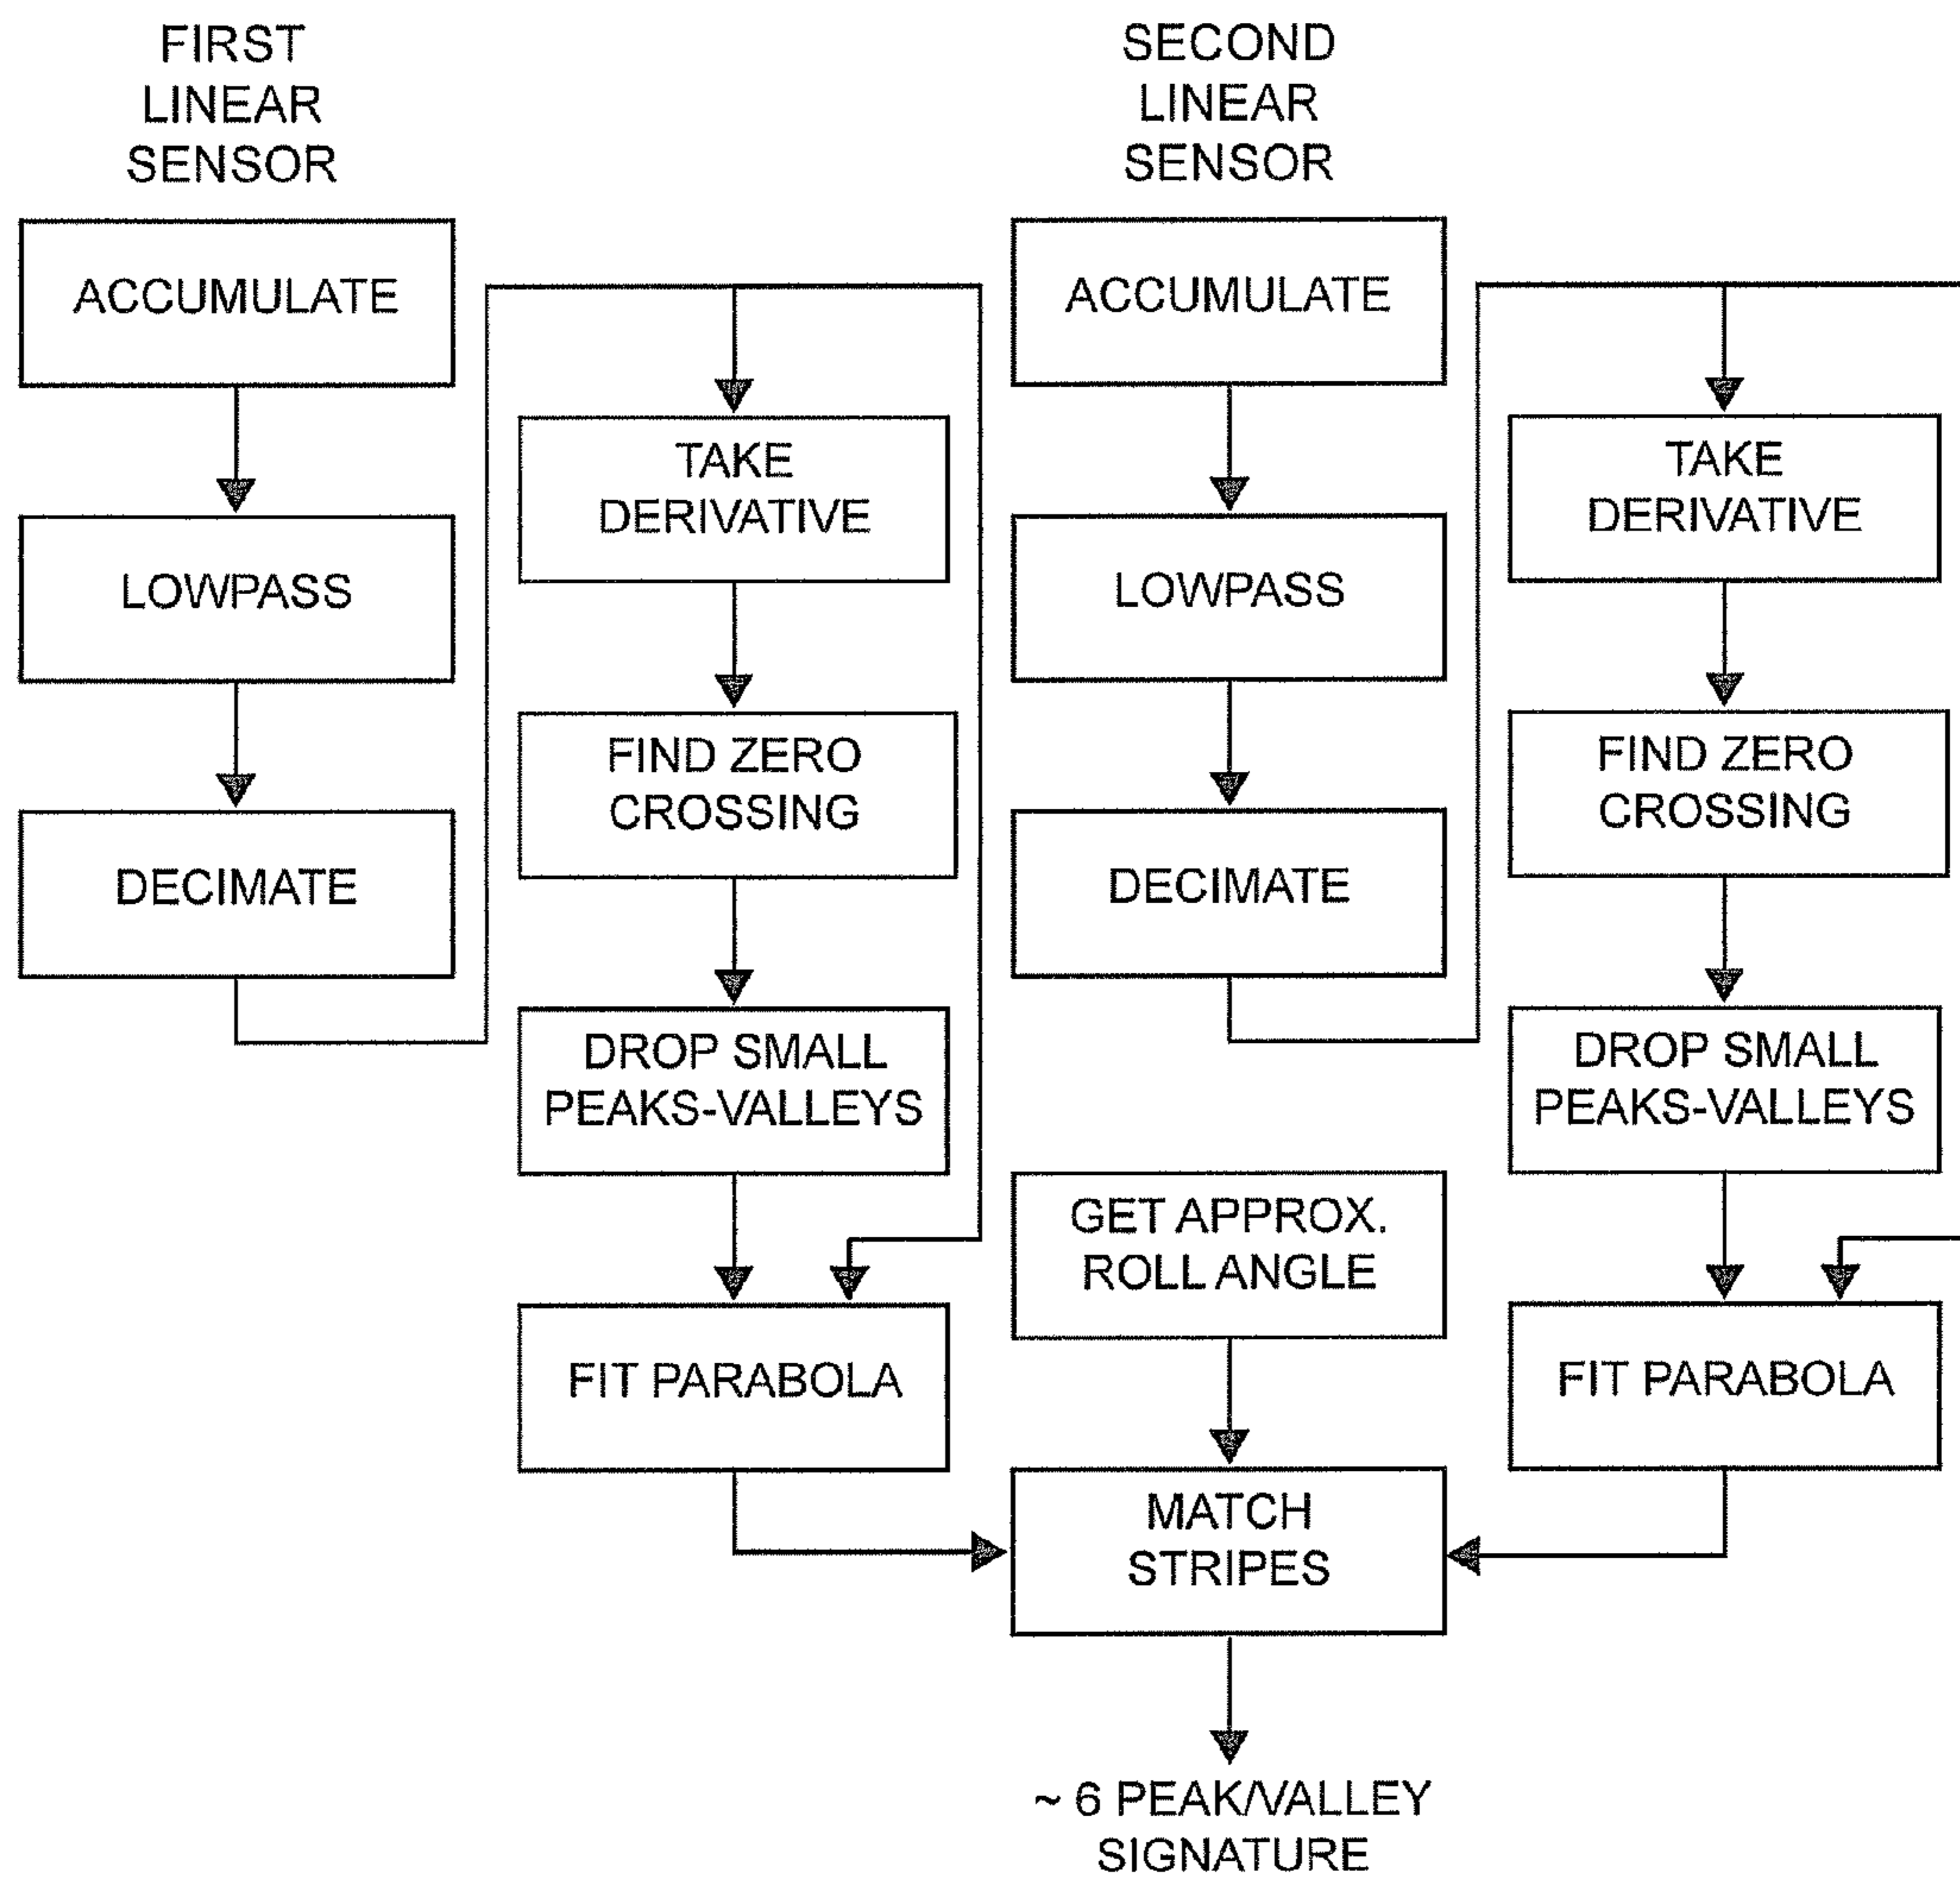 FIRST
LINEAR
SENSOR
ACCUMULATE
LOWPASS
DECIMATE
TAKE
DERIVATIVE
FIND ZERO
CROSSING
DROP SMALL
PEAKS-VALLEYS
FIT PARABOLA
SECOND
LINEAR
SENSOR
ACCUMULATE
LOWPASS
DECIMATE
TAKE
DERIVATIVE
FIND ZERO
CROSSING
DROP SMALL
PEAKS-VALLEYS
FIT PARABOLA
GET APPROX.
ROLL ANGLE
MATCH
STRIPES
~ 6 PEAK/VALLEY
SIGNATURE